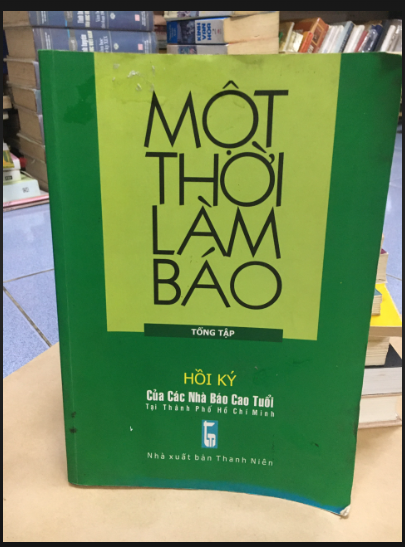 MỘT
THỜI
LÀM
BÁO
TỔNG TẬP
HỒI KÝ
Của Các Nhà Báo Cao Tuổi
Tại Thành Phố Hồ Chí Minh
Nhà xuất bản Thanh Niên